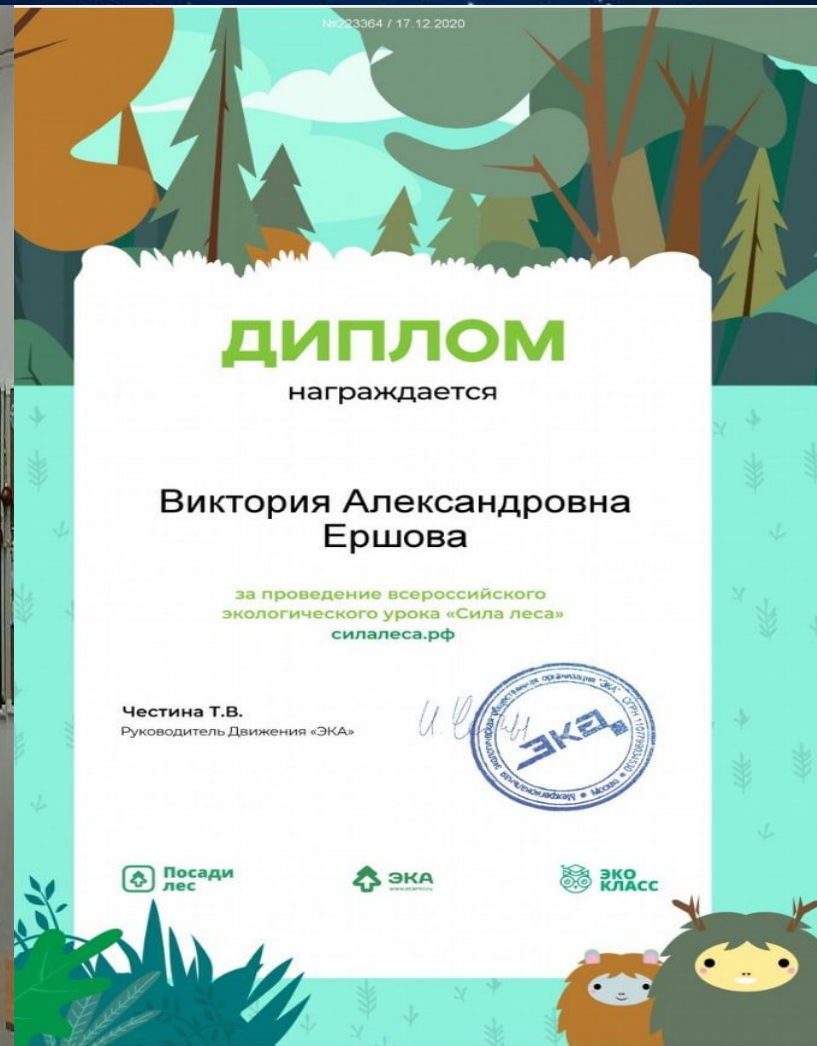 №223364 / 17.12.2020
ДИПЛОМ
награждается
Виктория Александровна
Ершова
за проведение всероссийского
экологического урока «Сила леса»
силалеса.рф
Честина Т.В.
Руководитель Движения «ЭКА»
ЭКА
Посади
лес
ЭКА
ЭКО
КЛАСС